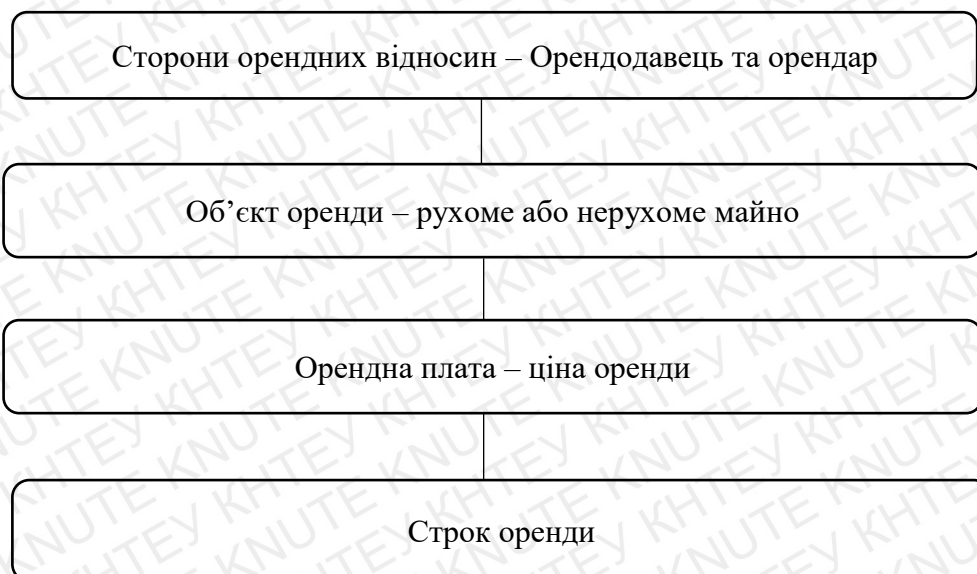 Сторони орендних відносин – Орендодавець та орендар
Об’єкт оренди – рухоме або нерухоме майно
Орендна плата – ціна оренди
Строк оренди